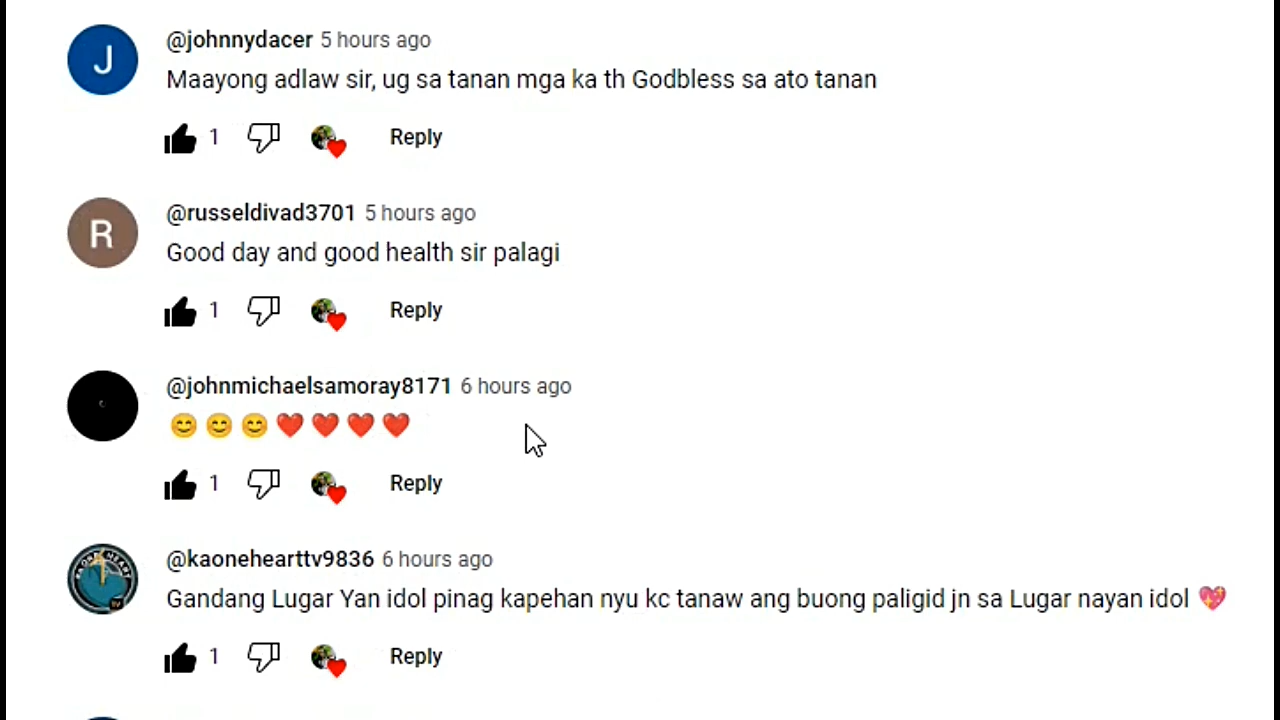 @johnnydacer 5 hours ago
Maayong adlaw sir, ug sa tanan mga ka th Godbless sa ato tanan
1 Reply
@russeldivad3701 5 hours ago
Good day and good health sir palagi
1 Reply
@johnmichaelsamoray8171 6 hours ago
😊😊😊❤️❤️❤️❤️
1 Reply
@kaonehearttv9836 6 hours ago
Gandang Lugar Yan idol pinag kapehan nyu kc tanaw ang buong paligid jn sa Lugar nayan idol 💖
1 Reply